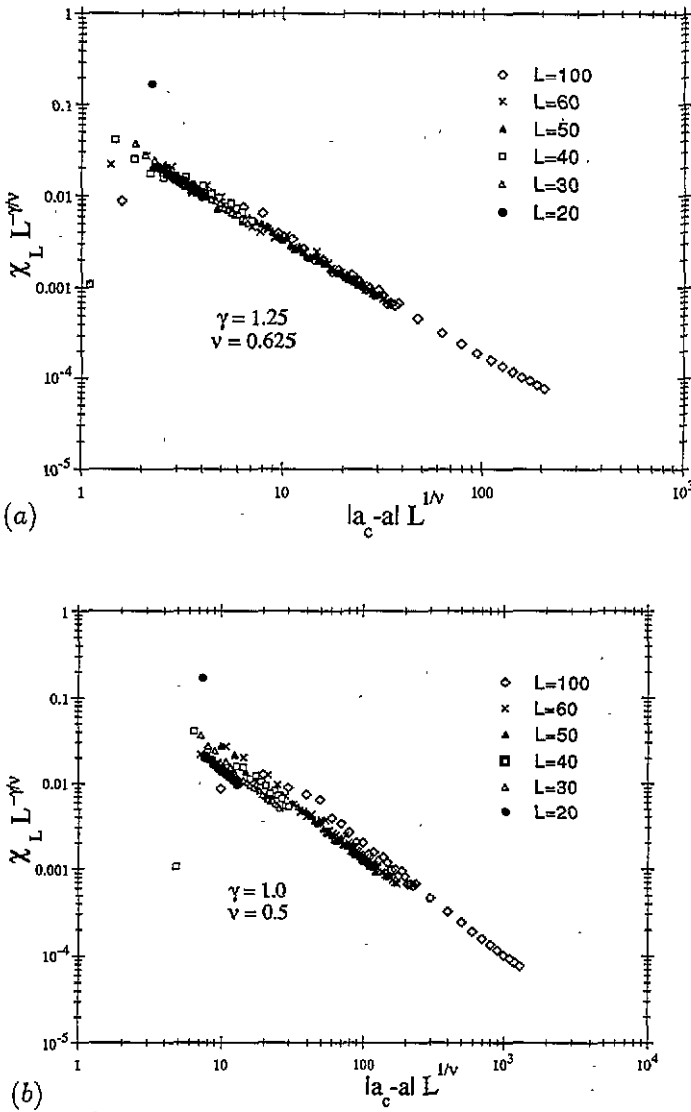 1
0.1
0.01
0.001
10^-4
10^-5
χ_L L^-γ/ν
◇ L=100
× L=60
▲ L=50
□ L=40
△ L=30
● L=20
γ = 1.25
ν = 0.625
1 10 100 10^3
(a) |a_c-a| L^1/ν
1
0.1
0.01
0.001
10^-4
10^-5
χ_L L^-γ/ν
◇ L=100
× L=60
▲ L=50
□ L=40
△ L=30
● L=20
γ = 1.0
ν = 0.5
1 10 100 10^3 10^4
(b) |a_c-a| L^1/ν